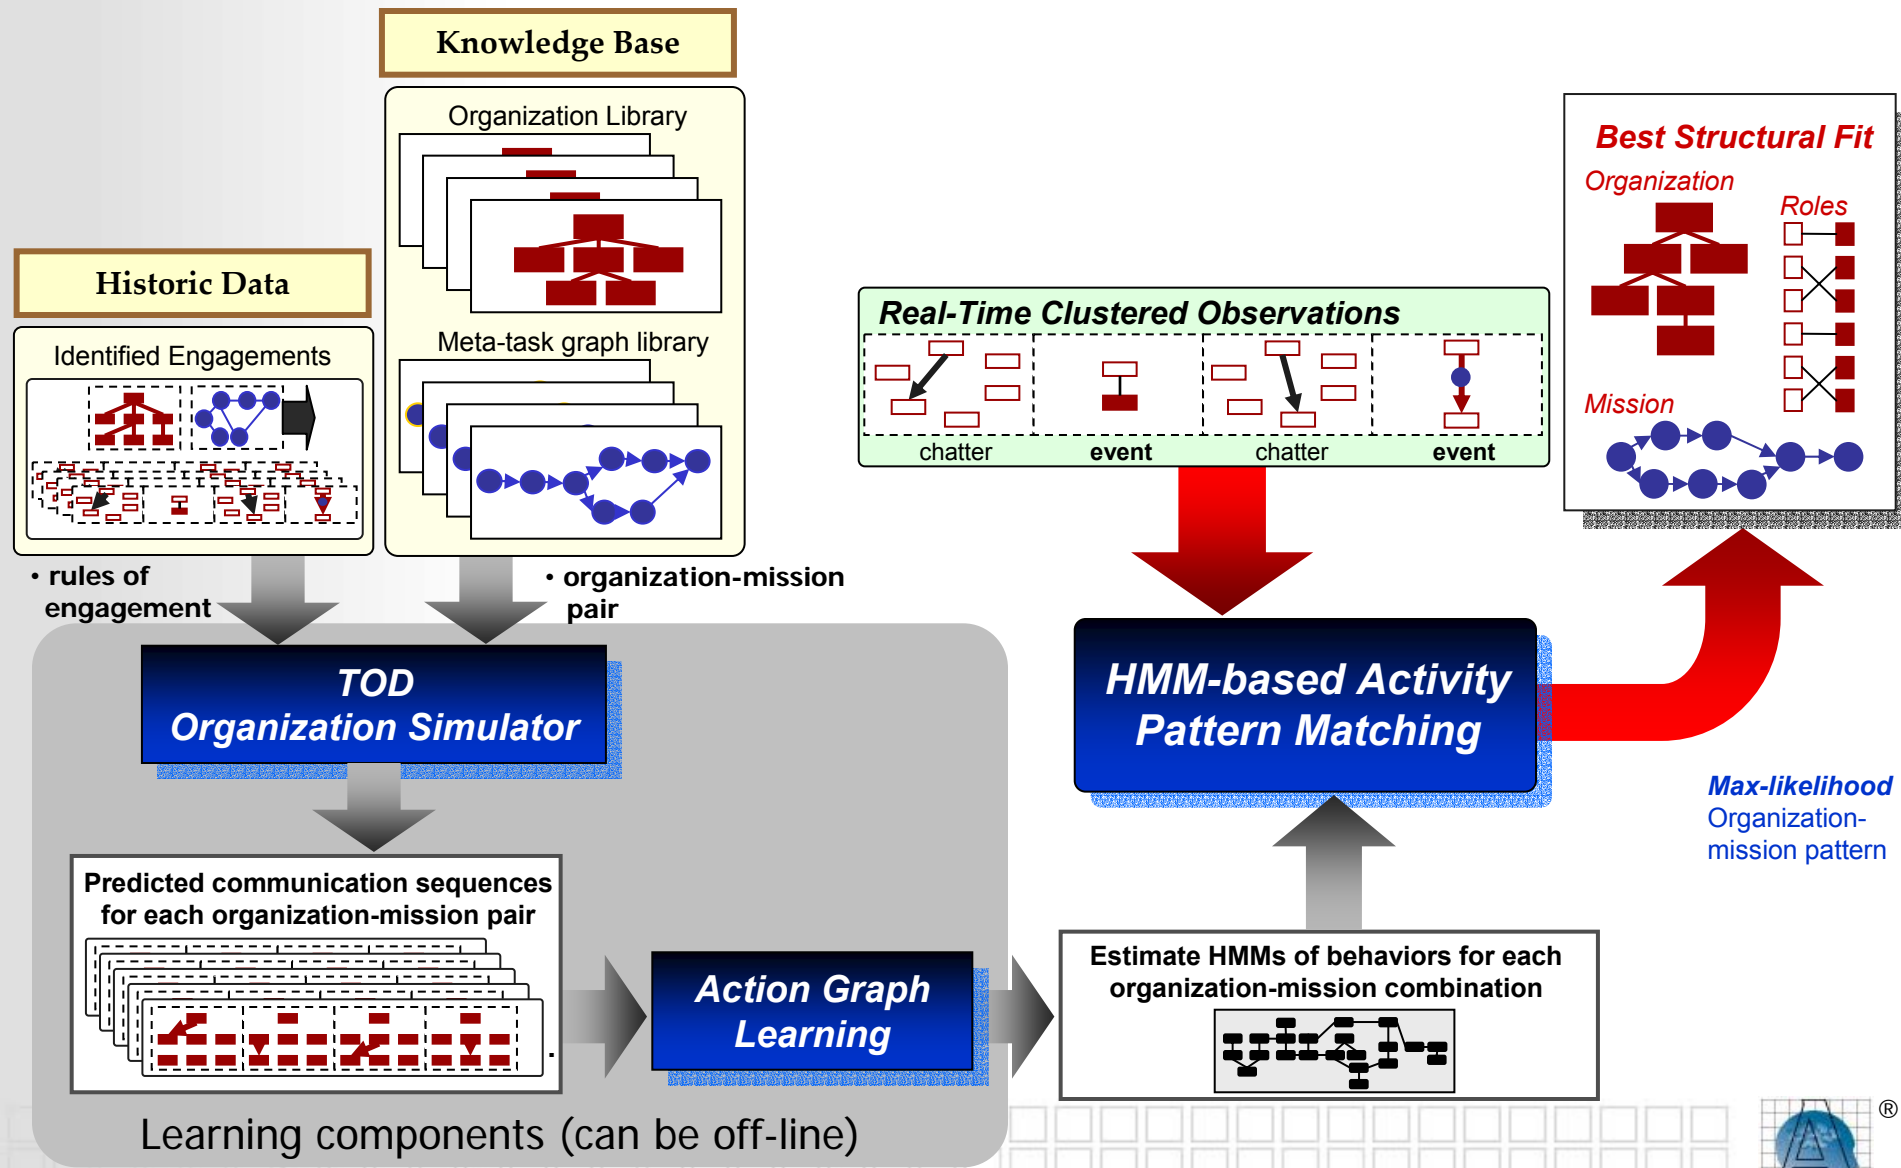 Knowledge Base
Organization Library
Meta-task graph library
Historic Data
Identified Engagements
• rules of
engagement
• organization-mission
pair
TOD
Organization Simulator
Predicted communication sequences
for each organization-mission pair
.
Action Graph
Learning
Learning components (can be off-line)
Real-Time Clustered Observations
chatter
event
chatter
event
HMM-based Activity
Pattern Matching
Estimate HMMs of behaviors for each
organization-mission combination
Best Structural Fit
Organization
Roles
Mission
Max-likelihood
Organization-
mission pattern
®